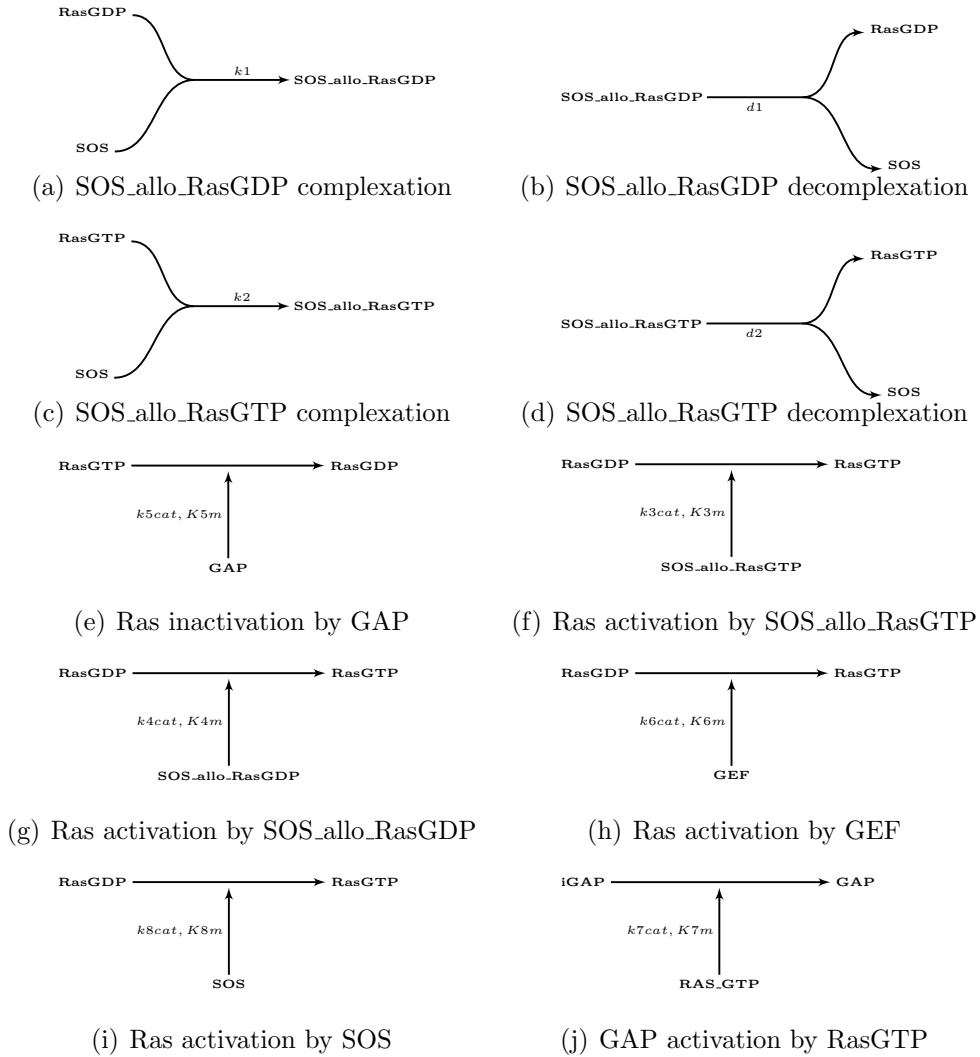 RasGDP
k1
SOS_allo_RasGDP
SOS
(a) SOS_allo_RasGDP complexation
RasGDP
SOS_allo_RasGDP
d1
SOS
(b) SOS_allo_RasGDP decomplexation
RasGTP
k2
SOS_allo_RasGTP
SOS
(c) SOS_allo_RasGTP complexation
RasGTP
SOS_allo_RasGTP
d2
SOS
(d) SOS_allo_RasGTP decomplexation
RasGTP RasGDP
k5cat, K5m
GAP
(e) Ras inactivation by GAP
RasGDP RasGTP
k3cat, K3m
SOS_allo_RasGTP
(f) Ras activation by SOS_allo_RasGTP
RasGDP RasGTP
k4cat, K4m
SOS_allo_RasGDP
(g) Ras activation by SOS_allo_RasGDP
RasGDP RasGTP
k6cat, K6m
GEF
(h) Ras activation by GEF
RasGDP RasGTP
k8cat, K8m
SOS
(i) Ras activation by SOS
iGAP GAP
k7cat, K7m
RAS_GTP
(j) GAP activation by RasGTP